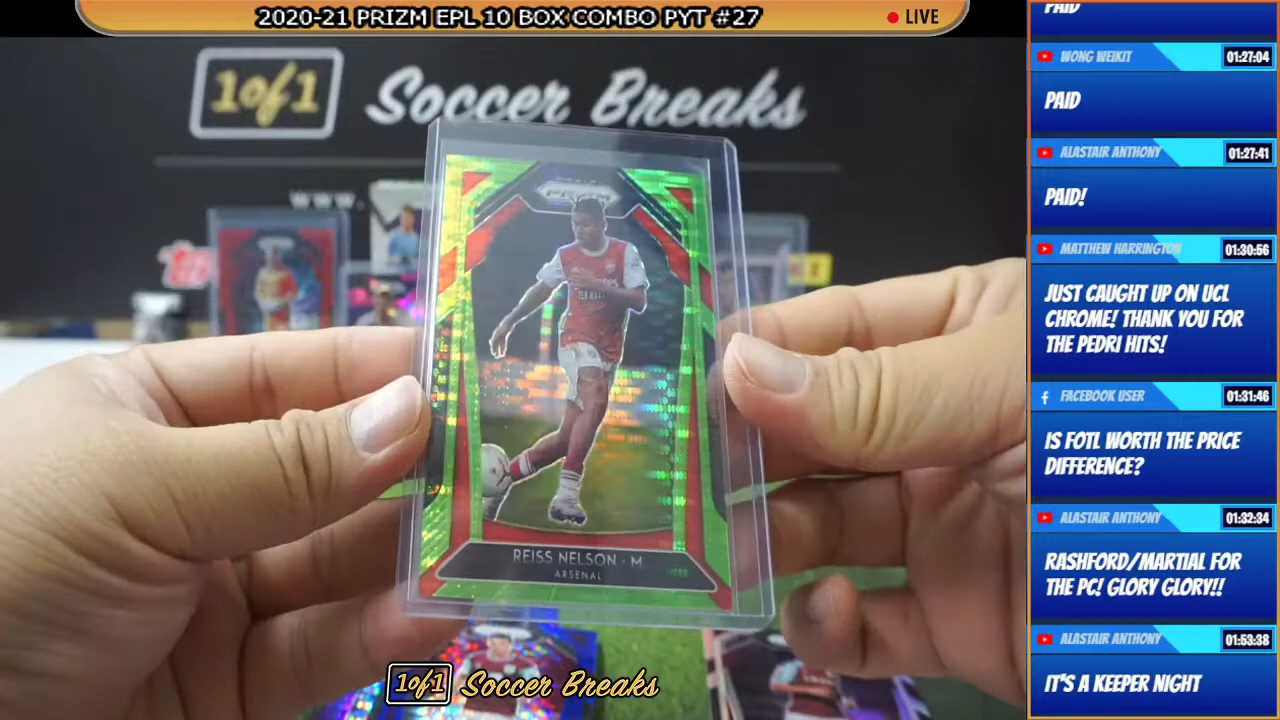 2020-21 PRIZM EPL 10 BOX COMBO PYT #27
LIVE
1of1 Soccer Breaks
www.
PRIZM
REISS NELSON - M
ARSENAL
1of1 Soccer Breaks
PAID
WONG WEIKIT 01:27:04
PAID
ALASTAIR ANTHONY 01:27:41
PAID!
MATTHEW HARRINGTON 01:30:56
JUST CAUGHT UP ON UCL
CHROME! THANK YOU FOR
THE PEDRI HITS!
FACEBOOK USER 01:31:46
IS FOTL WORTH THE PRICE
DIFFERENCE?
ALASTAIR ANTHONY 01:32:34
RASHFORD/MARTIAL FOR
THE PC! GLORY GLORY!!
ALASTAIR ANTHONY 01:53:38
IT'S A KEEPER NIGHT